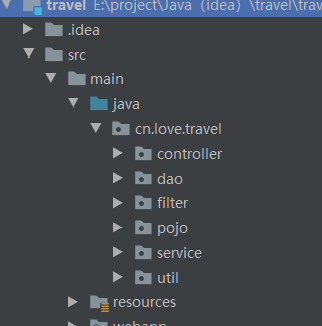 travel E:\project\Java（idea）\travel\trav
.idea
src
main
java
cn.love.travel
controller
dao
filter
pojo
service
util
resources
webapp